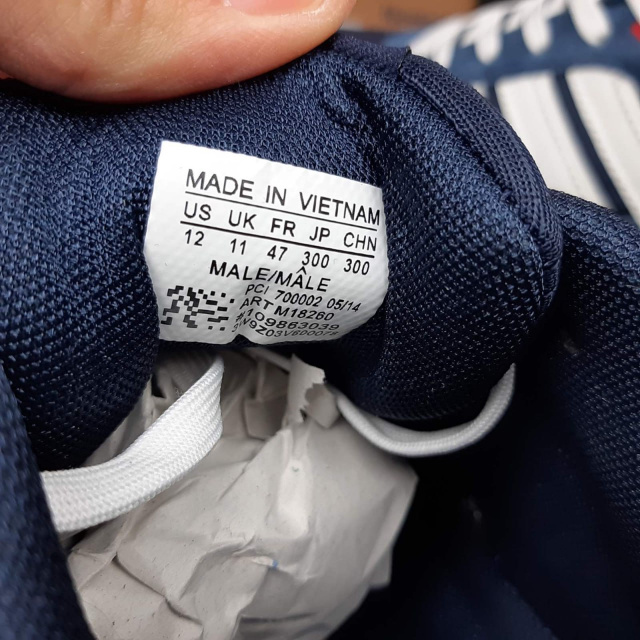 MADE IN VIETNAM
US UK FR JP CHN
12 11 47 300 300
MALE/MÂLE
PCI 700002 05/14
ART M18260
#109863039